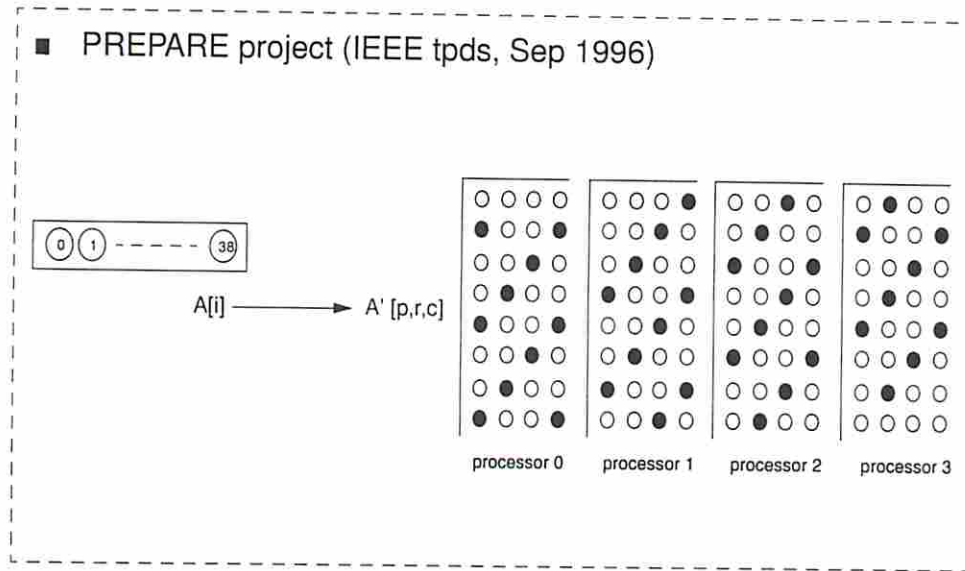 ■ PREPARE project (IEEE tpds, Sep 1996)
0 1 38
A[i] A' [p,r,c]
processor 0 processor 1 processor 2 processor 3